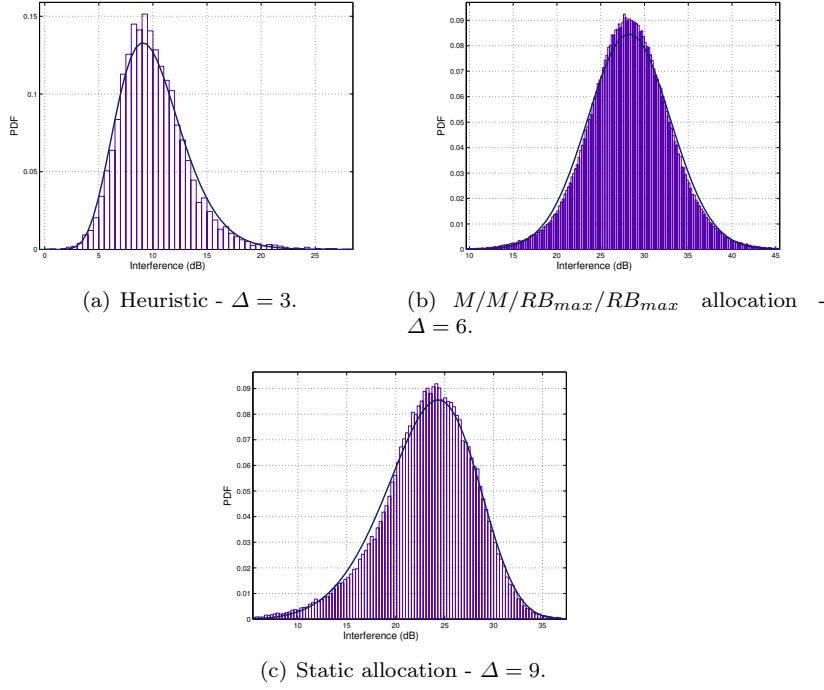 0.15
0.1
0.05
0
PDF
0 5 10 15 20 25
Interference (dB)
(a) Heuristic - Δ = 3.
0.09
0.08
0.07
0.06
0.05
0.04
0.03
0.02
0.01
0
PDF
10 15 20 25 30 35 40 45
Interference (dB)
(b) M/M/RBmax/RBmax allocation -
Δ = 6.
0.09
0.08
0.07
0.06
0.05
0.04
0.03
0.02
0.01
0
PDF
10 15 20 25 30 35
Interference (dB)
(c) Static allocation - Δ = 9.